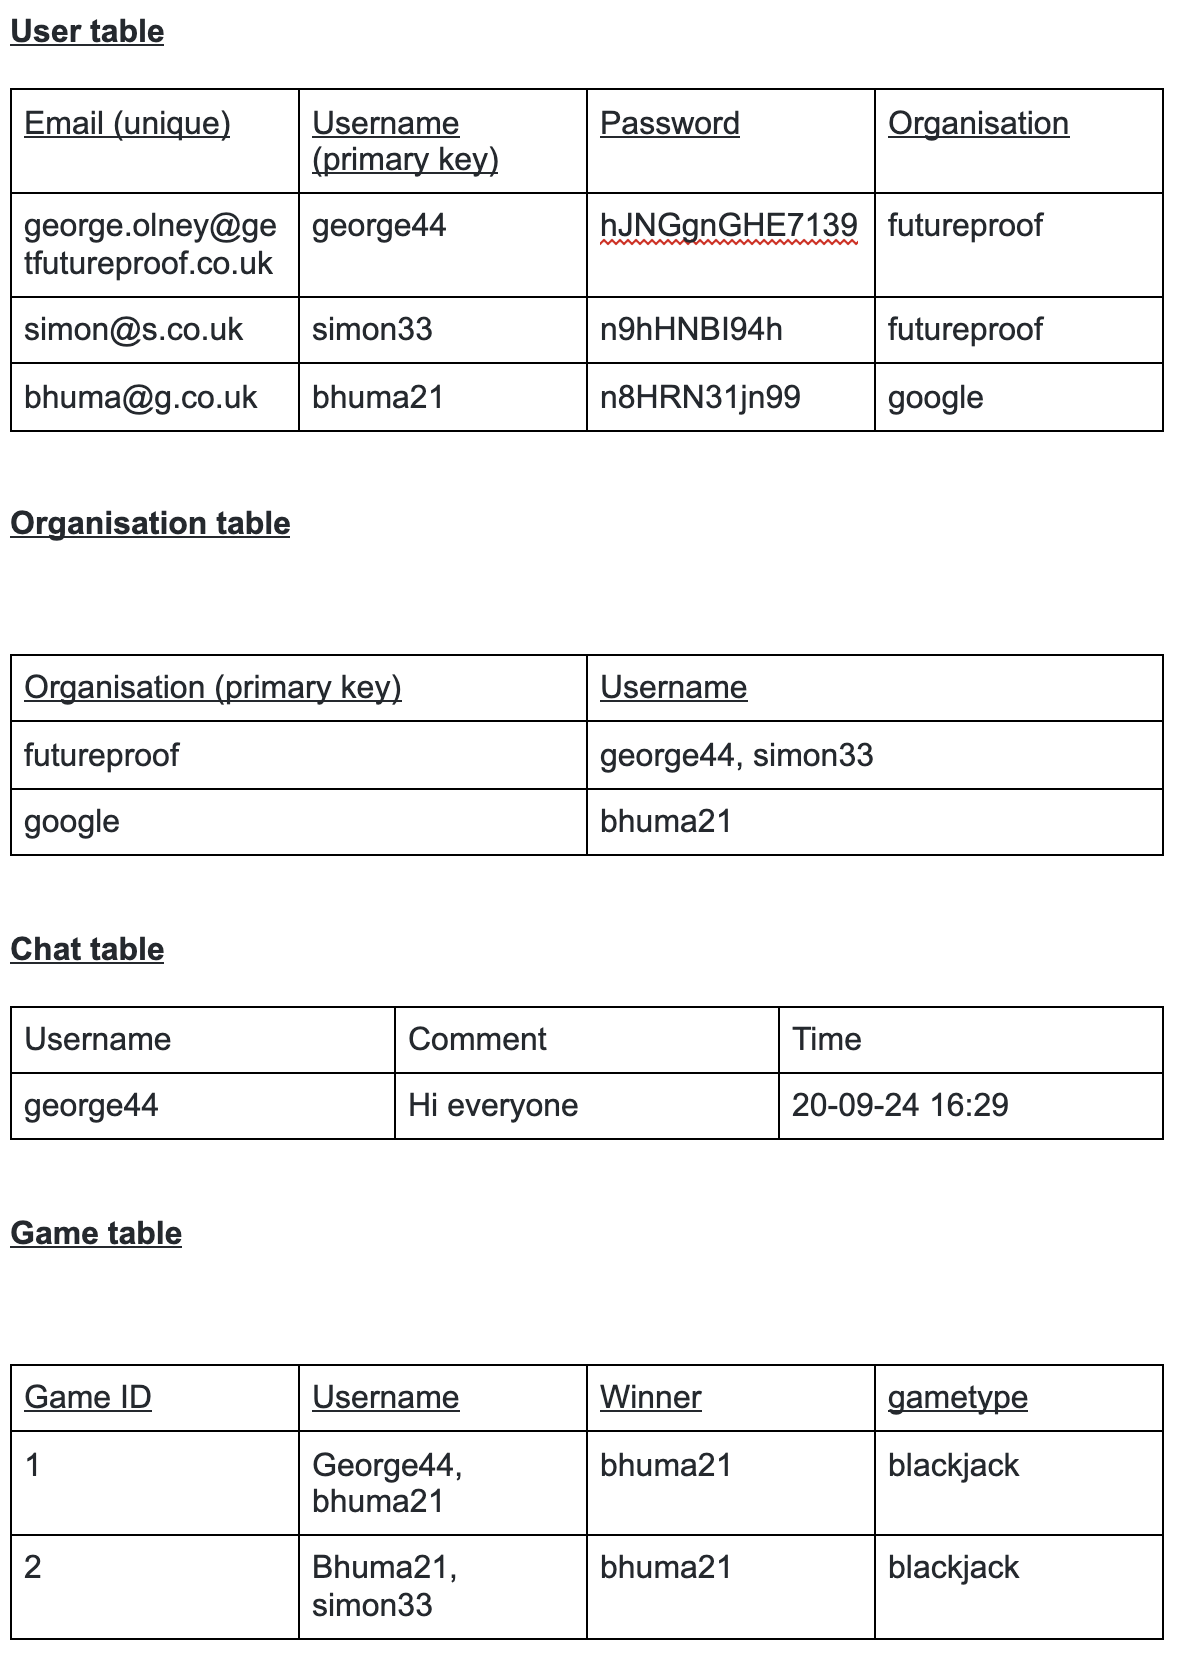 User table
Email (unique)
Username
(primary key)
Password
Organisation
george.olney@ge
tfutureproof.co.uk
george44
hJNGgnGHE7139
futureproof
simon@s.co.uk
simon33
n9hHNBI94h
futureproof
bhuma@g.co.uk
bhuma21
n8HRN31jn99
google
Organisation table
Organisation (primary key)
Username
futureproof
george44, simon33
google
bhuma21
Chat table
Username
Comment
Time
george44
Hi everyone
20-09-24 16:29
Game table
Game ID
Username
Winner
gametype
1
George44,
bhuma21
bhuma21
blackjack
2
Bhuma21,
simon33
bhuma21
blackjack